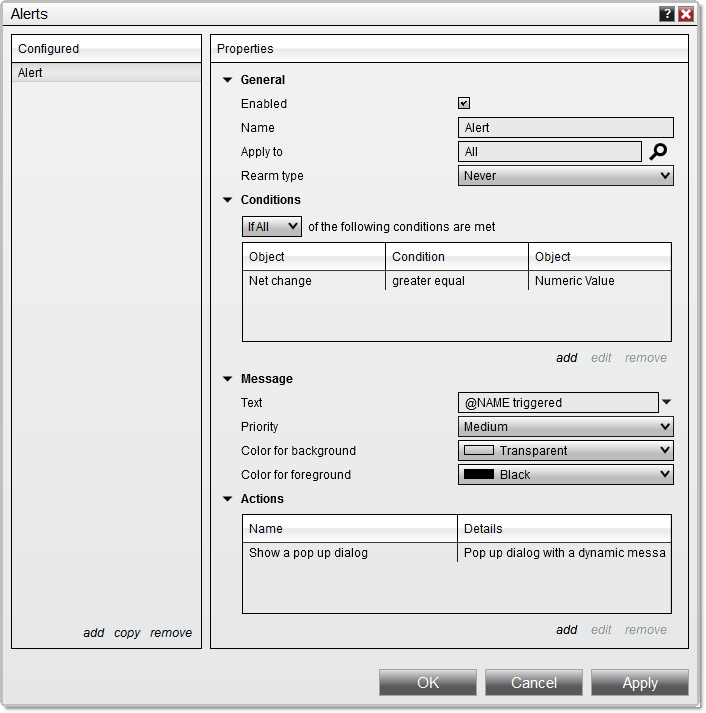 Alerts
?
Configured
Alert
add copy remove
Properties
General
Enabled
Name Alert
Apply to All
Rearm type Never
Conditions
If All of the following conditions are met
Object Condition Object
Net change greater equal Numeric Value
add edit remove
Message
Text @NAME triggered
Priority Medium
Color for background Transparent
Color for foreground Black
Actions
Name Details
Show a pop up dialog Pop up dialog with a dynamic messa
add edit remove
OK Cancel Apply